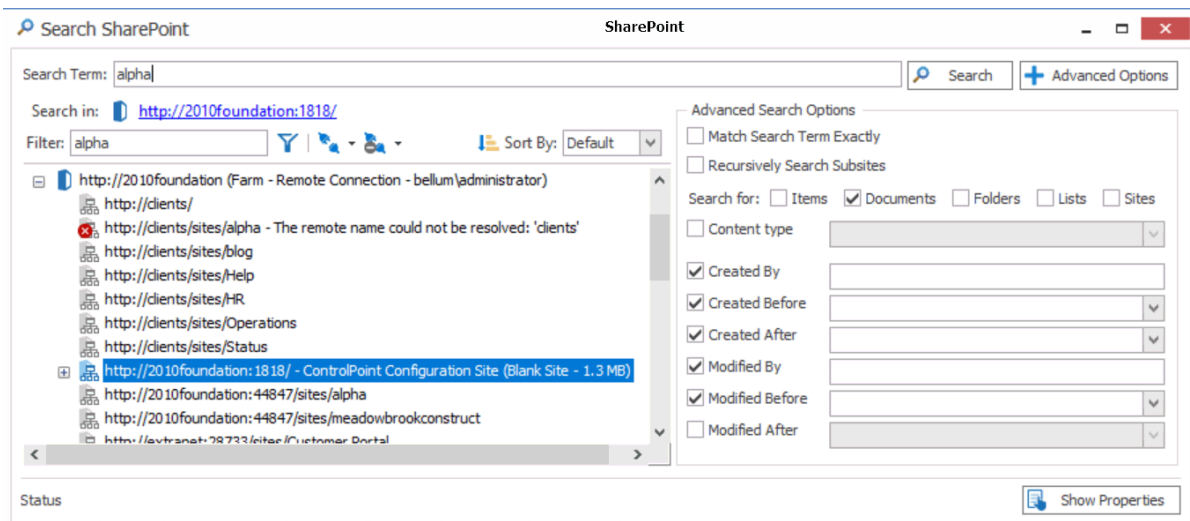 Search SharePoint
SharePoint
Search Term: alpha
Search
Advanced Options
Search in: http://2010foundation:1818/
Filter: alpha
Sort By: Default
http://2010foundation (Farm - Remote Connection - bellum\administrator)
http://clients/
http://clients/sites/alpha - The remote name could not be resolved: 'clients'
http://clients/sites/blog
http://clients/sites/Help
http://clients/sites/HR
http://clients/sites/Operations
http://clients/sites/Status
http://2010foundation:1818/ - ControlPoint Configuration Site (Blank Site - 1.3 MB)
http://2010foundation:44847/sites/alpha
http://2010foundation:44847/sites/meadowbrookconstruct
http://extranet:28733/sites/Customer Portal
Advanced Search Options
Match Search Term Exactly
Recursively Search Subsites
Search for: Items Documents Folders Lists Sites
Content type
Created By
Created Before
Created After
Modified By
Modified Before
Modified After
Status
Show Properties